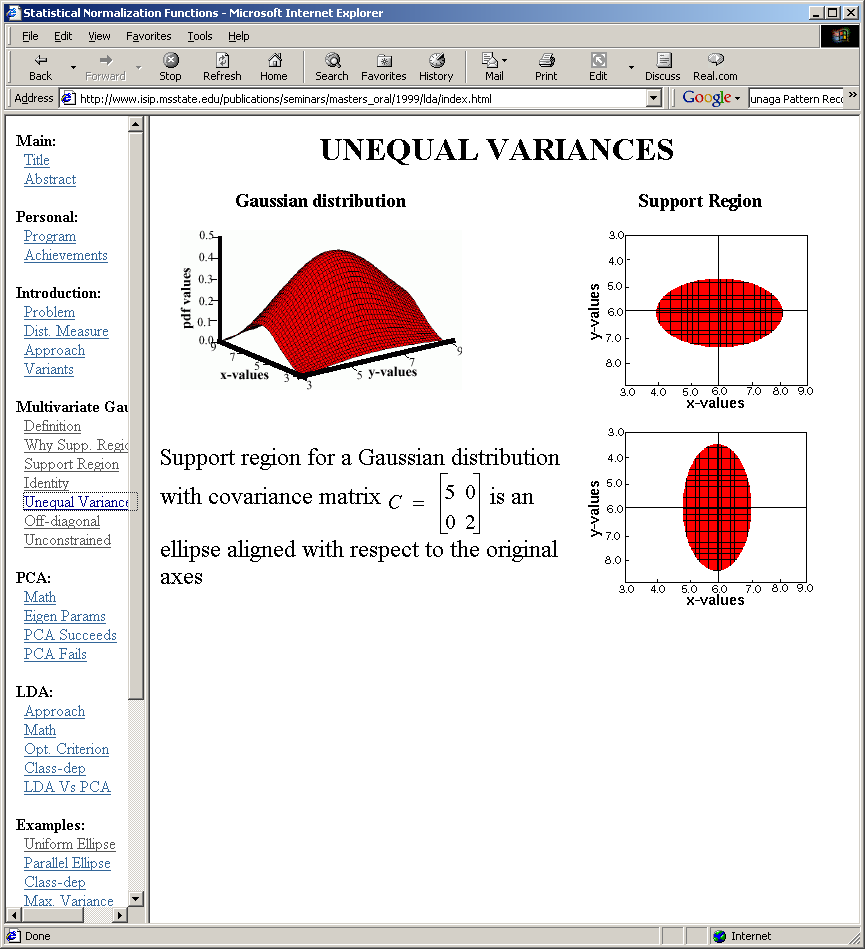 Statistical Normalization Functions - Microsoft Internet Explorer
File Edit View Favorites Tools Help
Back Forward Stop Refresh Home Search Favorites History Mail Print Edit Discuss Real.com
Address http://www.isip.msstate.edu/publications/seminars/masters_oral/1999/lda/index.html Google unaga Pattern Rec »
Main:
Title
Abstract
Personal:
Program
Achievements
Introduction:
Problem
Dist. Measure
Approach
Variants
Multivariate Gau
Definition
Why Supp. Regio
Support Region
Identity
Unequal Variance
Off-diagonal
Unconstrained
PCA:
Math
Eigen Params
PCA Succeeds
PCA Fails
LDA:
Approach
Math
Opt. Criterion
Class-dep
LDA Vs PCA
Examples:
Uniform Ellipse
Parallel Ellipse
Class-dep
Max. Variance
UNEQUAL VARIANCES
Gaussian distribution
0.5
0.4
0.3
0.2
0.1
0.0
pdf values
9 7 5 3
x-values
3 5 7 9
y-values
Support region for a Gaussian distribution
with covariance matrix C = [5 0
0 2] is an
ellipse aligned with respect to the original
axes
Support Region
3.0
4.0
5.0
6.0
8.0
y-values
3.0 4.0 5.0 6.0 7.0 8.0 9.0
x-values
3.0
4.0
5.0
6.0
7.0
8.0
y-values
3.0 4.0 5.0 6.0 7.0 8.0 9.0
x-values
Done Internet